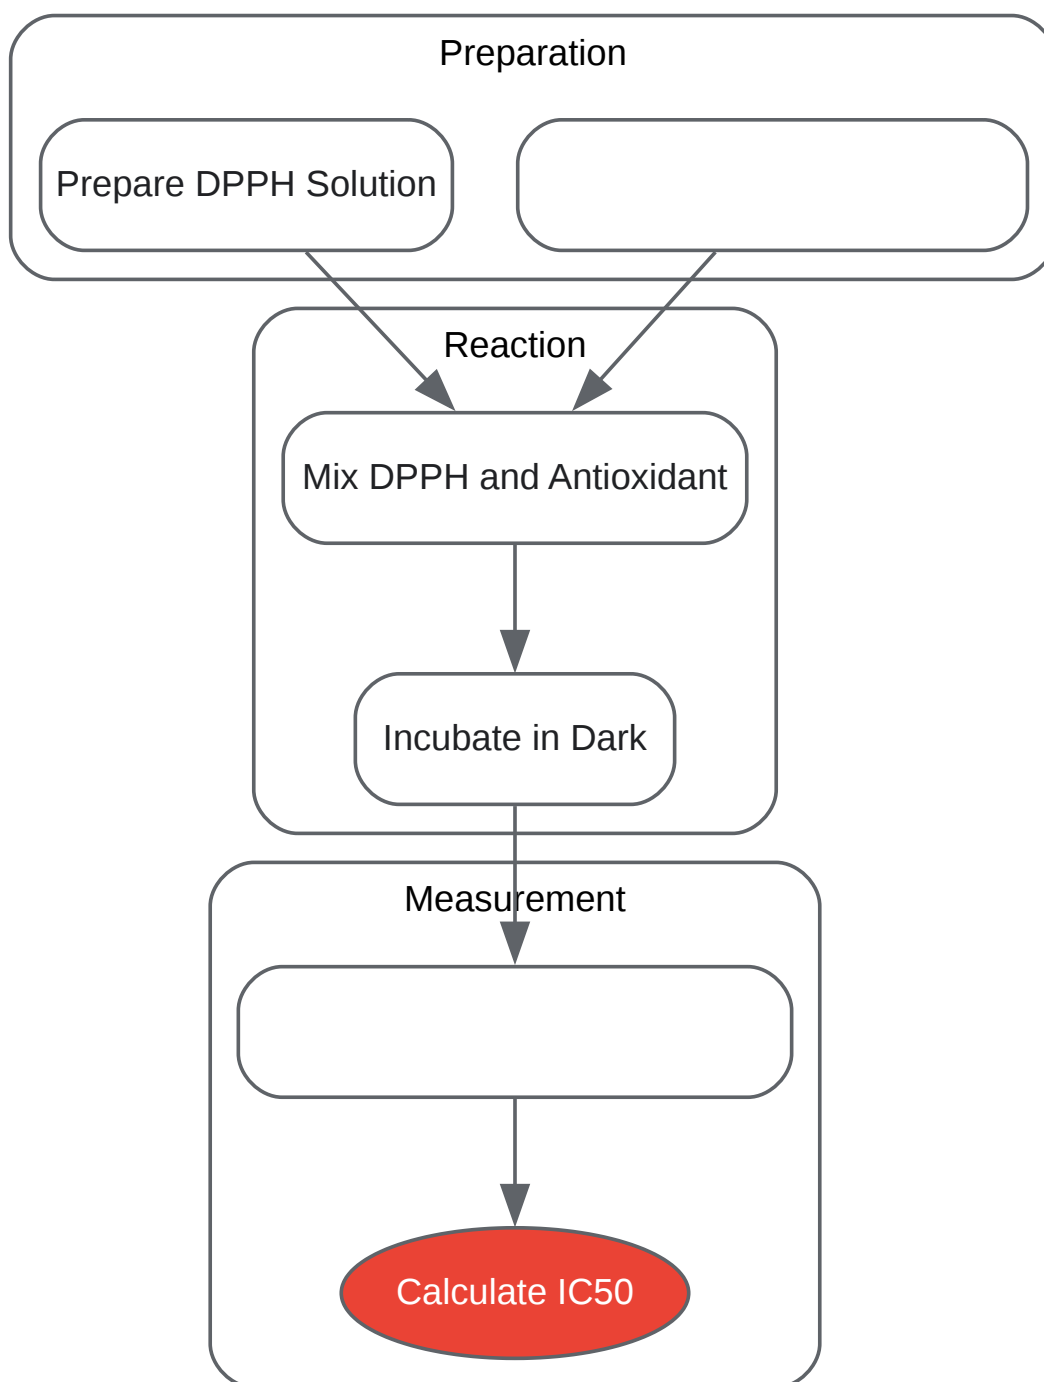 Preparation
Prepare DPPH Solution
Reaction
Mix DPPH and Antioxidant
Incubate in Dark
Measurement
Calculate IC50